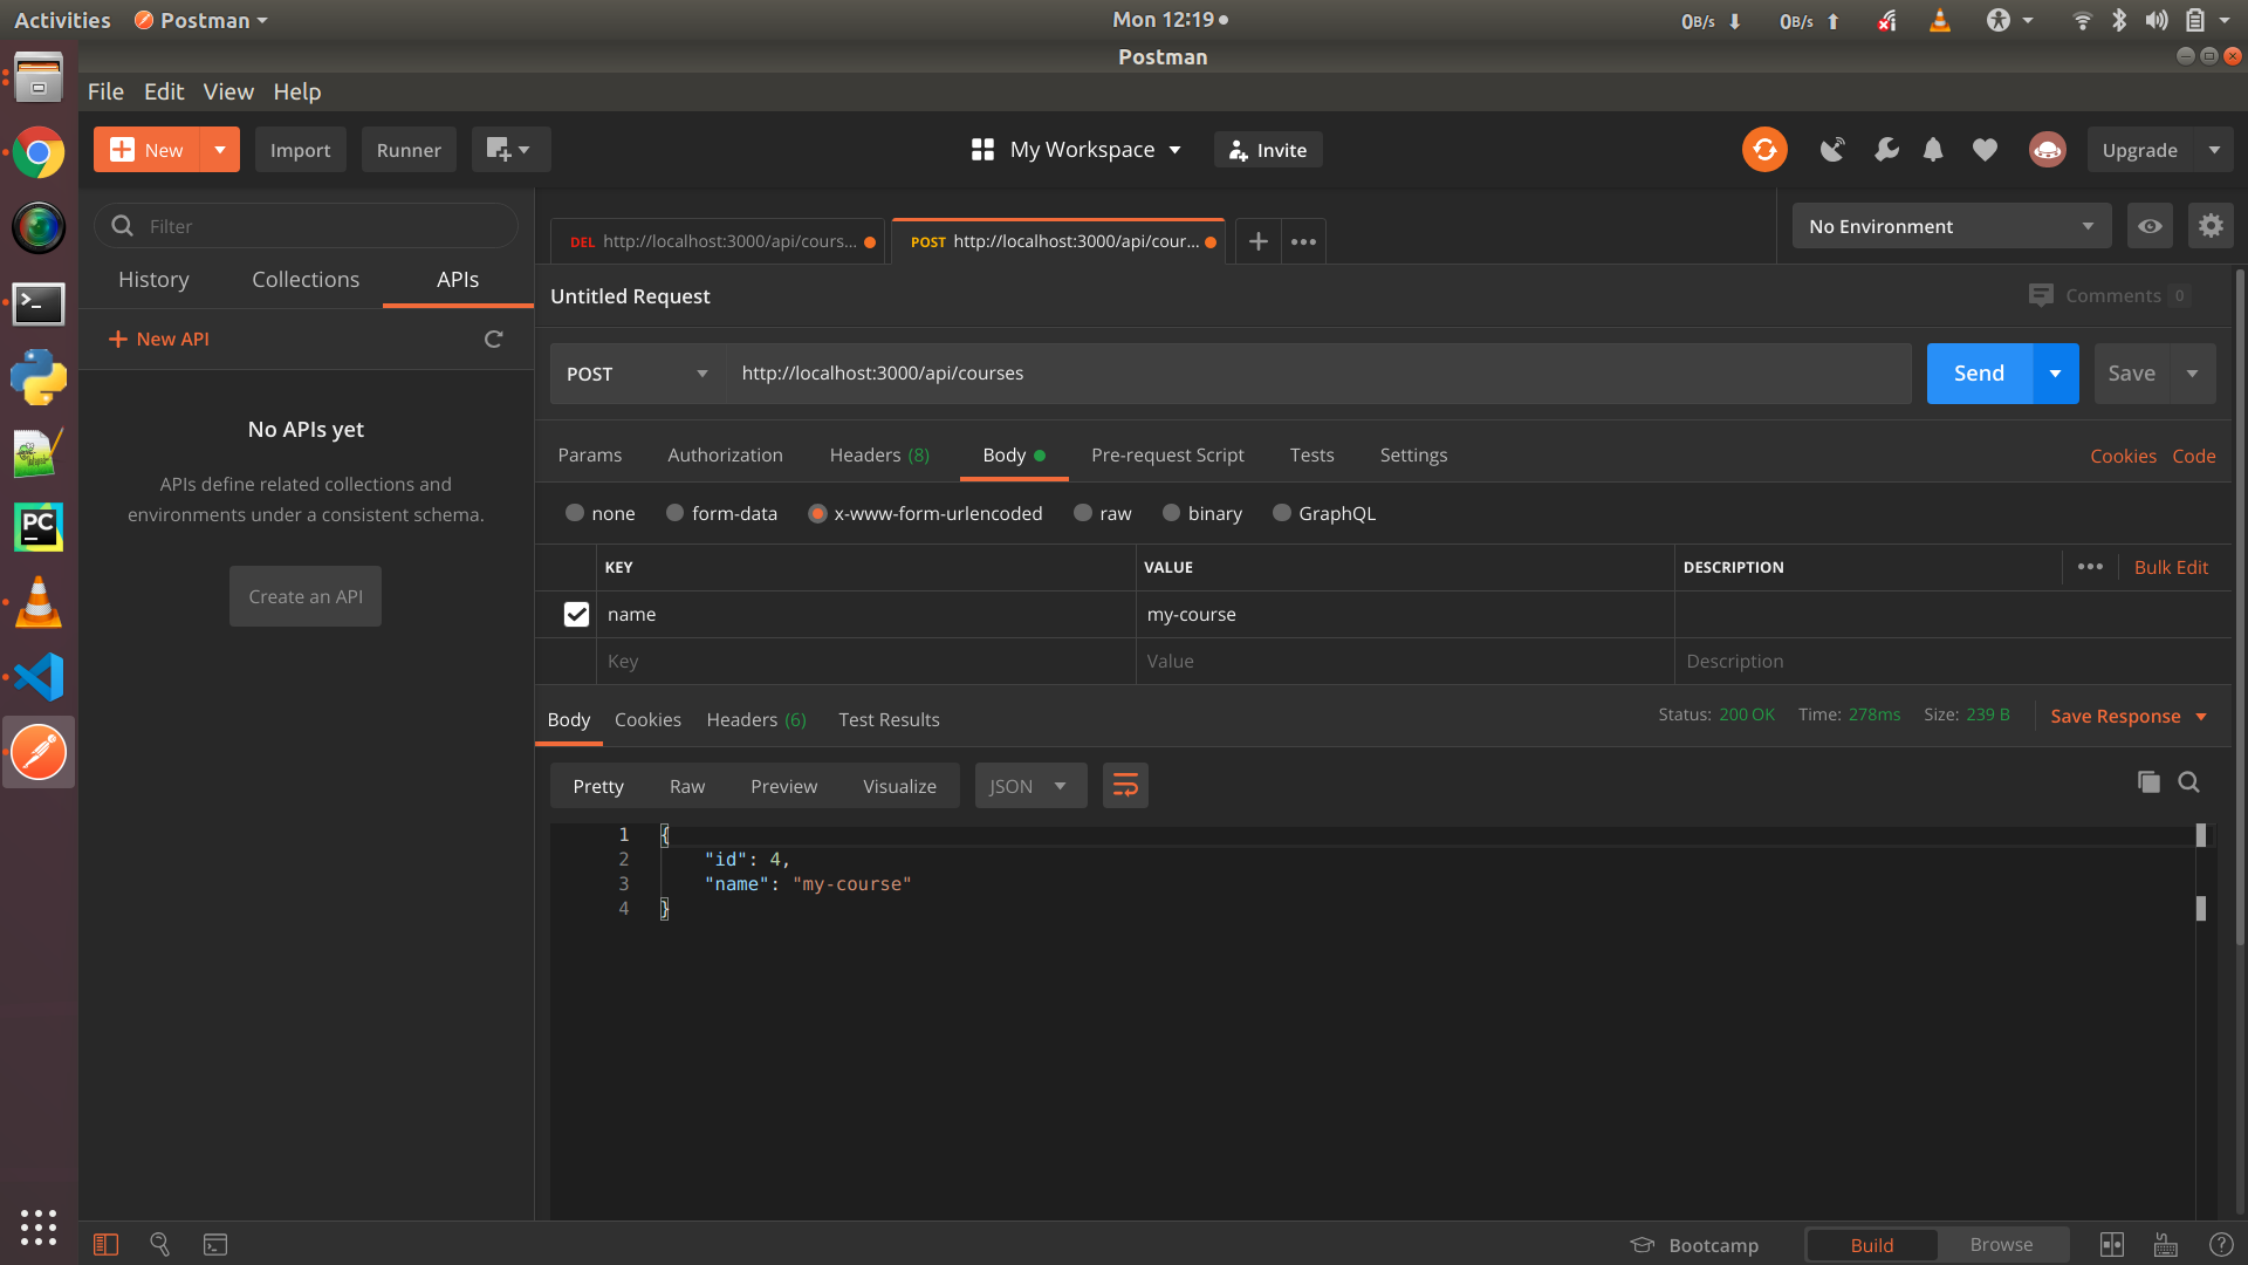 Activities Postman Mon 12:19 0B/s 0B/s
Postman
File Edit View Help
New Import Runner My Workspace Invite Upgrade
Filter
DEL http://localhost:3000/api/cours... POST http://localhost:3000/api/cour... ••• No Environment
History Collections APIs
Untitled Request Comments 0
+ New API
POST http://localhost:3000/api/courses Send Save
No APIs yet
APIs define related collections and
environments under a consistent schema.
Create an API
Params Authorization Headers (8) Body Pre-request Script Tests Settings Cookies Code
none form-data x-www-form-urlencoded raw binary GraphQL
KEY VALUE DESCRIPTION ••• Bulk Edit
name my-course
Key Value Description
Body Cookies Headers (6) Test Results Status: 200 OK Time: 278ms Size: 239 B Save Response
Pretty Raw Preview Visualize JSON
1 {
2 "id": 4,
3 "name": "my-course"
4 }
PC
Bootcamp Build Browse